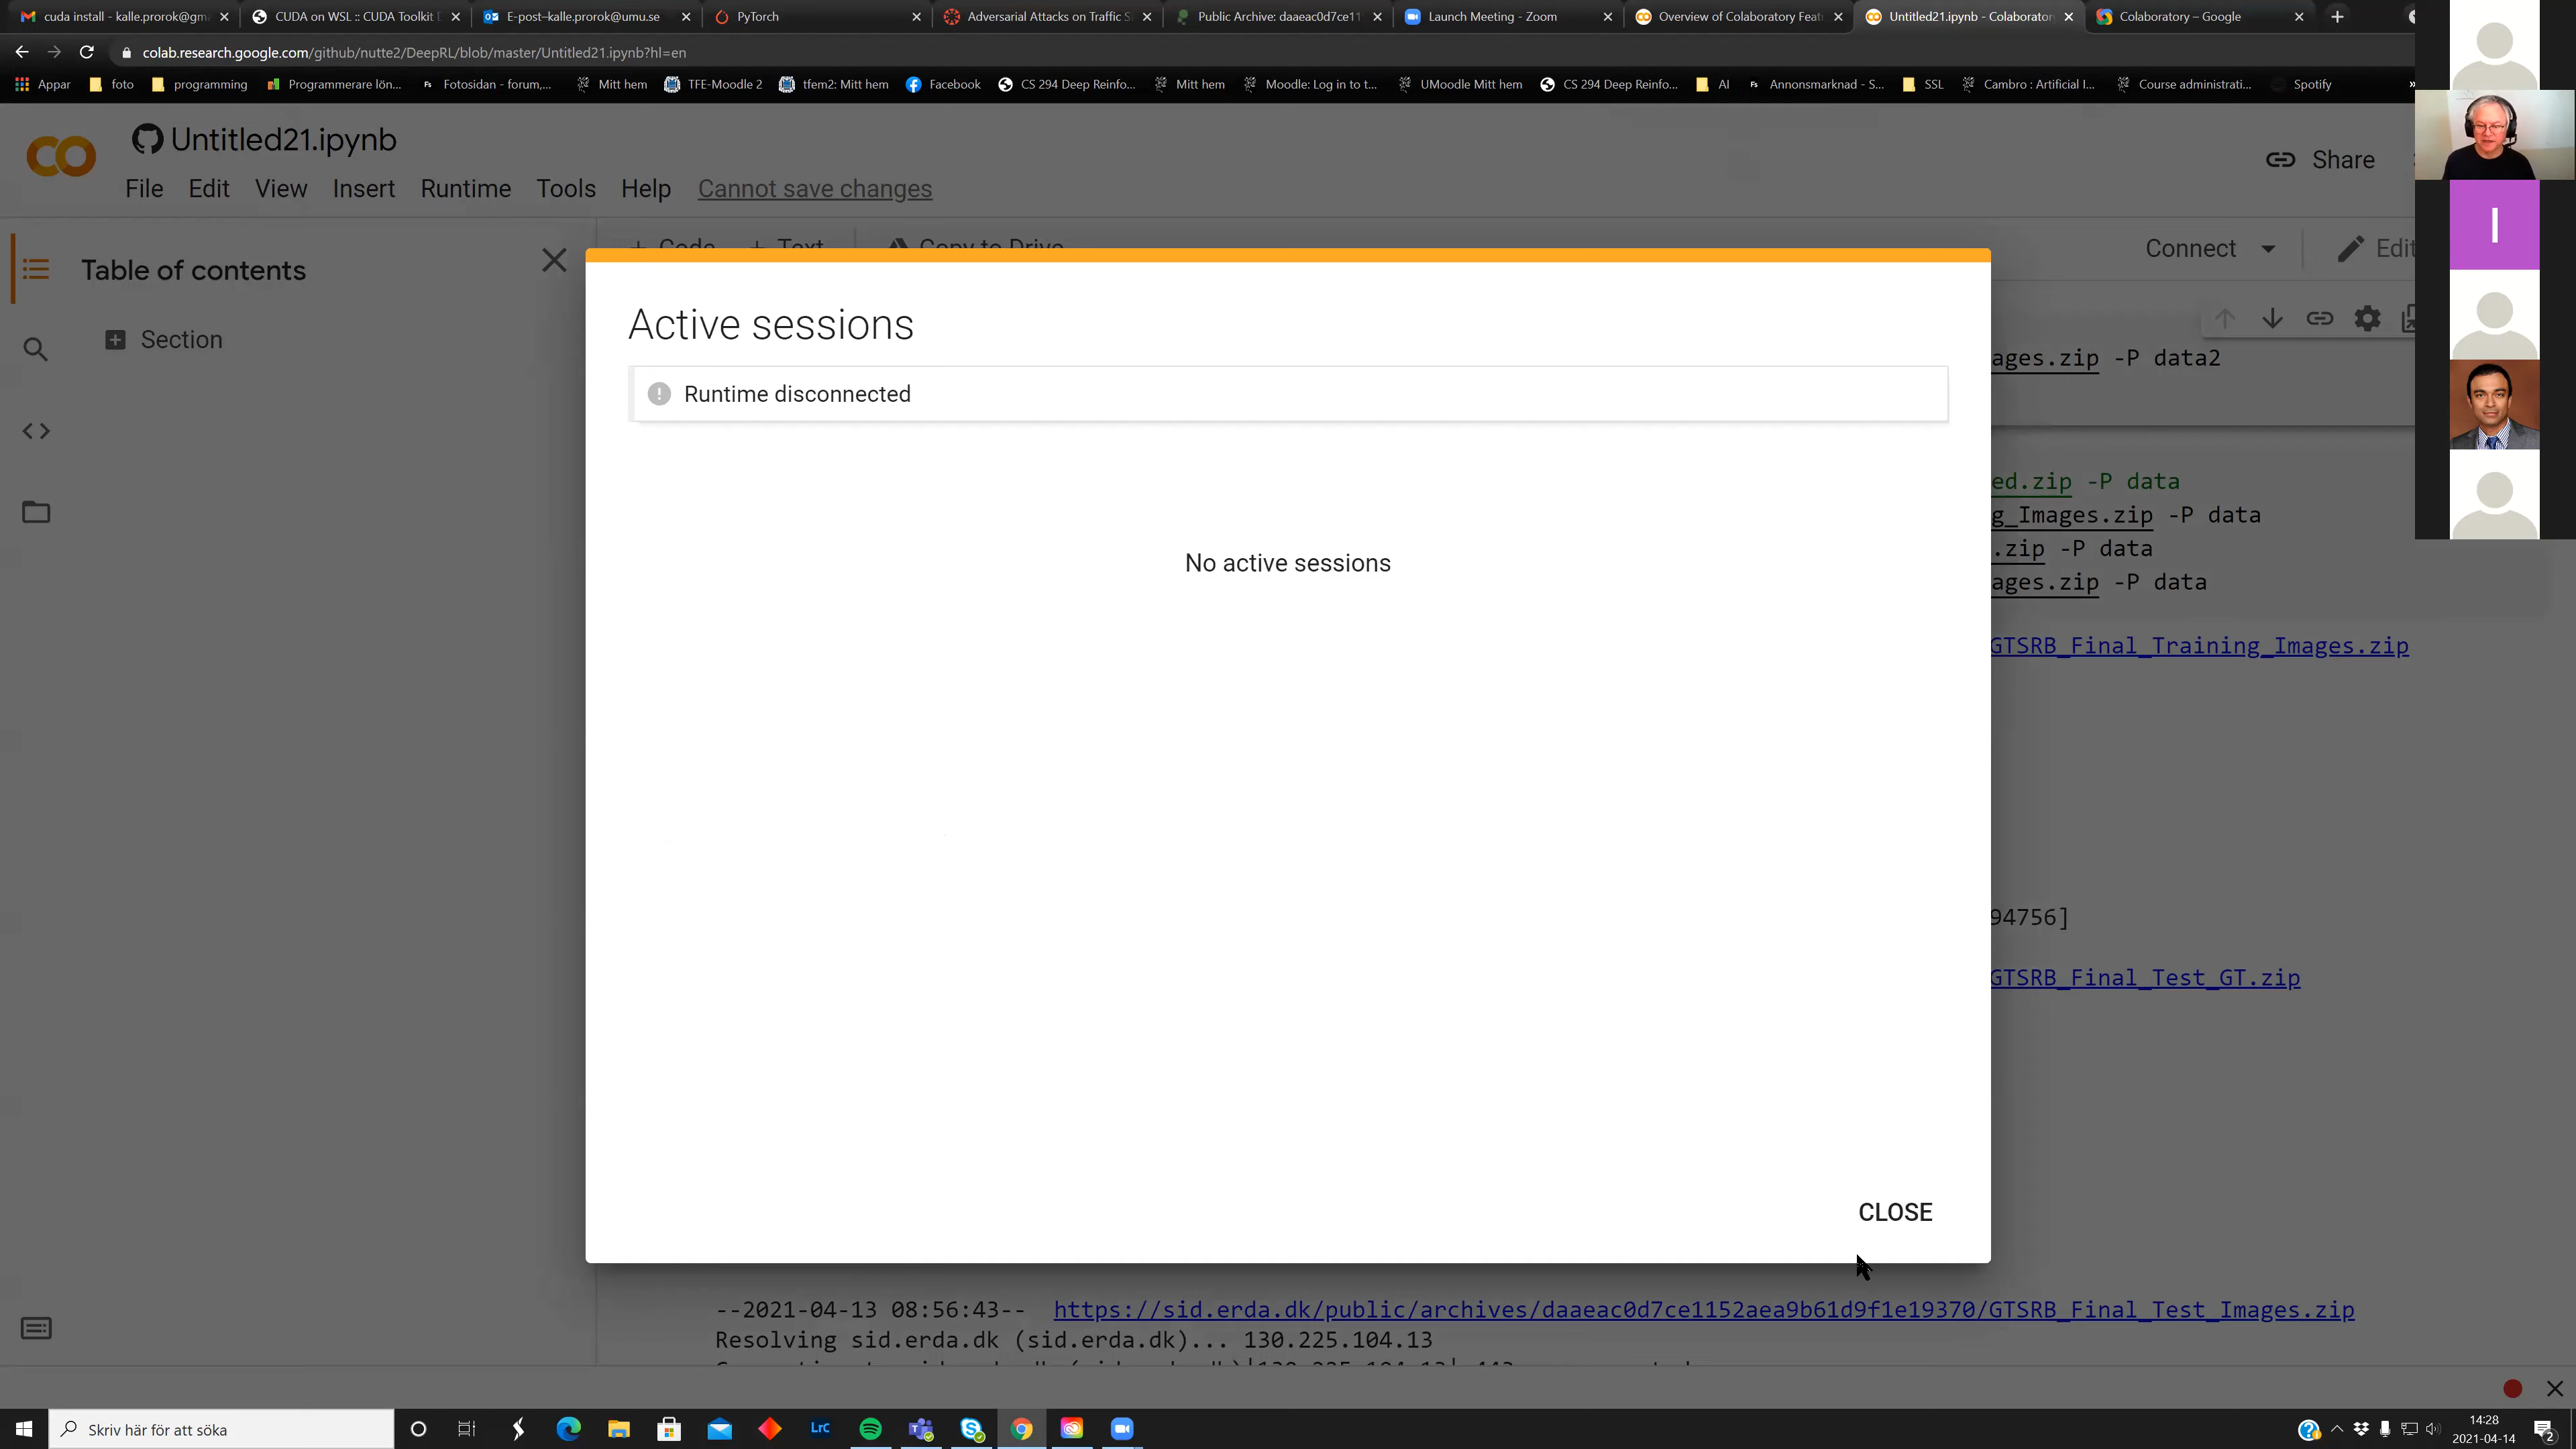 cuda install - kalle.prorok@gm
CUDA on WSL :: CUDA Toolkit D
E-post–kalle.prorok@umu.se
PyTorch
Adversarial Attacks on Traffic S
Public Archive: daaeac0d7ce11
Launch Meeting - Zoom
Overview of Colaboratory Feat
Untitled21.ipynb - Colaborator
Colaboratory – Google
colab.research.google.com/github/nutte2/DeepRL/blob/master/Untitled21.ipynb?hl=en
Appar
foto
programming
Programmerare lön...
Fs Fotosidan - forum,...
Mitt hem
TFE-Moodle 2
tfem2: Mitt hem
Facebook
CS 294 Deep Reinfo...
Mitt hem
Moodle: Log in to t...
UMoodle Mitt hem
CS 294 Deep Reinfo...
AI
Fs Annonsmarknad - S...
SSL
Cambro : Artificial I...
Course administrati...
Spotify
»
Untitled21.ipynb
Share
File Edit View Insert Runtime Tools Help Cannot save changes
+ Code + Text Copy to Drive
Connect
Edit
Table of contents
Section
Active sessions
Runtime disconnected
No active sessions
CLOSE
ages.zip -P data2
ed.zip -P data
g_Images.zip -P data
.zip -P data
ages.zip -P data
GTSRB_Final_Training_Images.zip
94756]
GTSRB_Final_Test_GT.zip
--2021-04-13 08:56:43-- https://sid.erda.dk/public/archives/daaeac0d7ce1152aea9b61d9f1e19370/GTSRB_Final_Test_Images.zip
Resolving sid.erda.dk (sid.erda.dk)... 130.225.104.13
I
Skriv här för att söka
LrC
14:28
2021-04-14
2